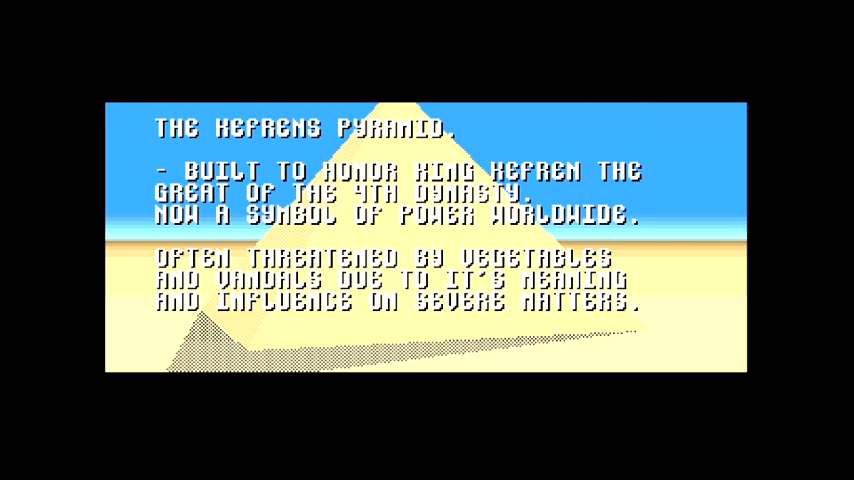 THE KEFRENS PYRAMID.
- BUILT TO HONOR KING KEFREN THE
GREAT OF THE 4TH DYNASTY.
NOW A SYMBOL OF POWER WORLDWIDE.
OFTEN THREATENED BY VEGETABLES
AND VANDALS DUE TO IT'S MEANING
AND INFLUENCE ON SEVERE MATTERS.